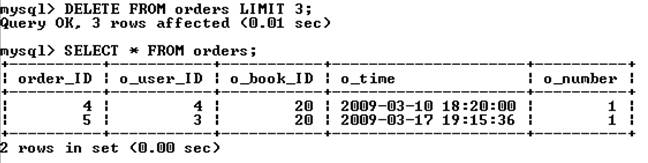 mysql> DELETE FROM orders LIMIT 3;
Query OK, 3 rows affected (0.01 sec)
mysql> SELECT * FROM orders;
+----------+-----------+-----------+---------------------+----------+
| order_ID | o_user_ID | o_book_ID | o_time              | o_number |
+----------+-----------+-----------+---------------------+----------+
|        4 |         4 |        20 | 2009-03-10 18:20:00 |        1 |
|        5 |         3 |        20 | 2009-03-17 19:15:36 |        1 |
+----------+-----------+-----------+---------------------+----------+
2 rows in set (0.00 sec)